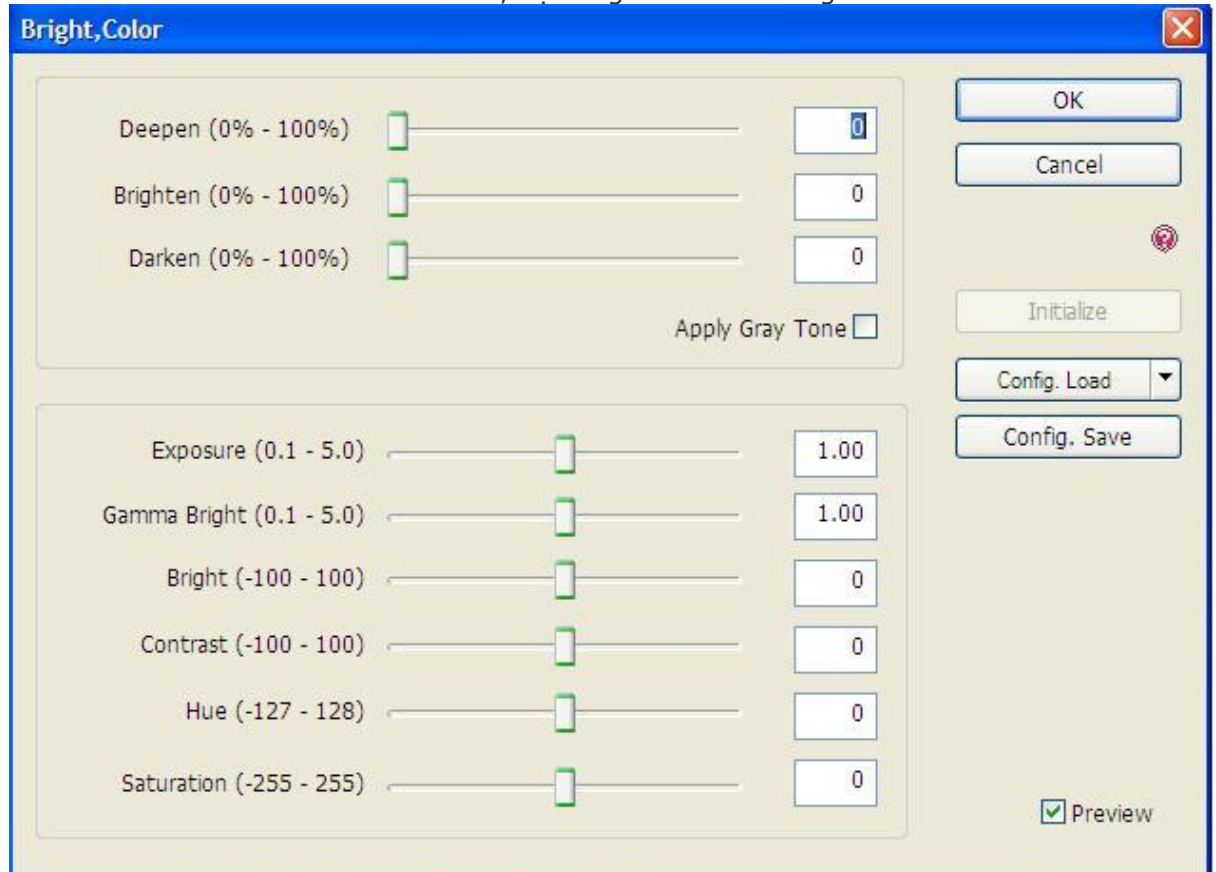 Bright,Color
Deepen (0% - 100%) 0
Brighten (0% - 100%) 0
Darken (0% - 100%) 0
Apply Gray Tone
Exposure (0.1 - 5.0) 1.00
Gamma Bright (0.1 - 5.0) 1.00
Bright (-100 - 100) 0
Contrast (-100 - 100) 0
Hue (-127 - 128) 0
Saturation (-255 - 255) 0
OK
Cancel
Initialize
Config. Load
Config. Save
Preview